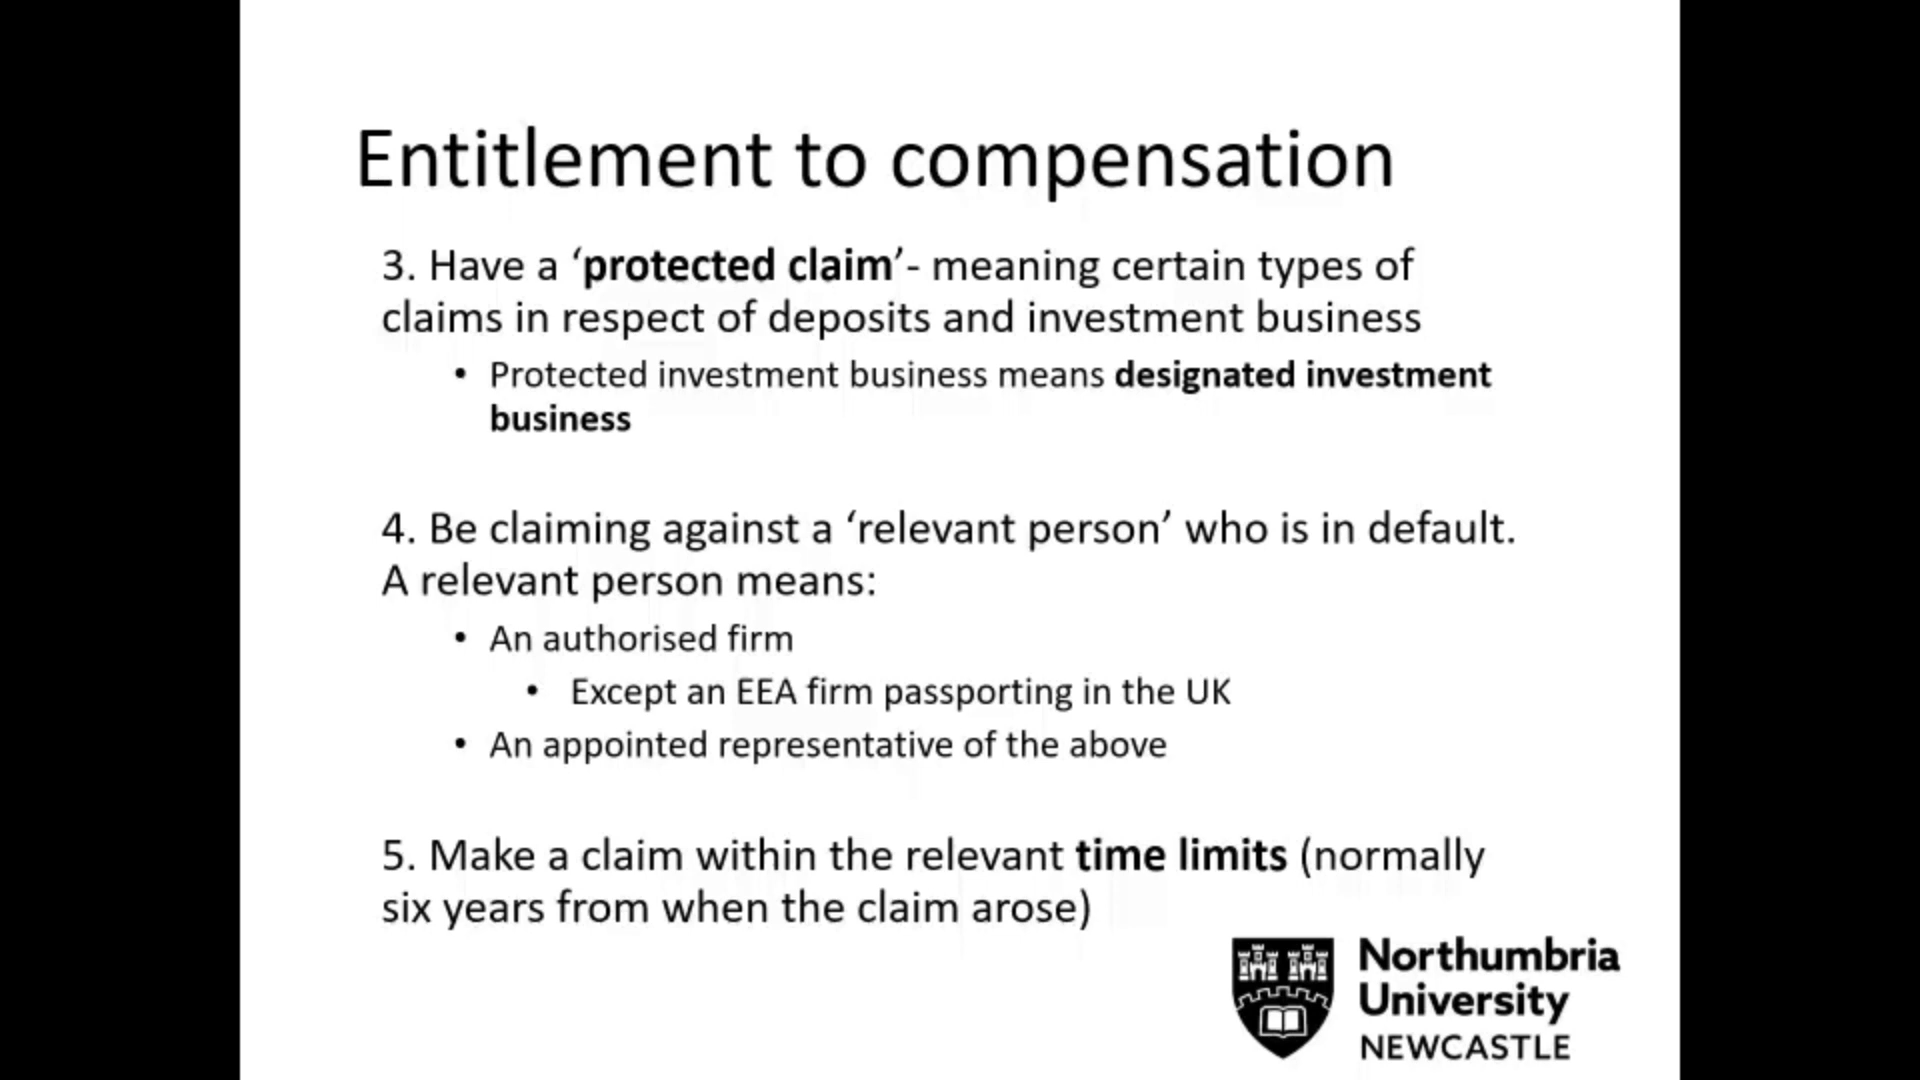 Entitlement to compensation
3. Have a ‘protected claim’- meaning certain types of
claims in respect of deposits and investment business
• Protected investment business means designated investment
business
4. Be claiming against a ‘relevant person’ who is in default.
A relevant person means:
• An authorised firm
• Except an EEA firm passporting in the UK
• An appointed representative of the above
5. Make a claim within the relevant time limits (normally
six years from when the claim arose)
Northumbria
University
NEWCASTLE